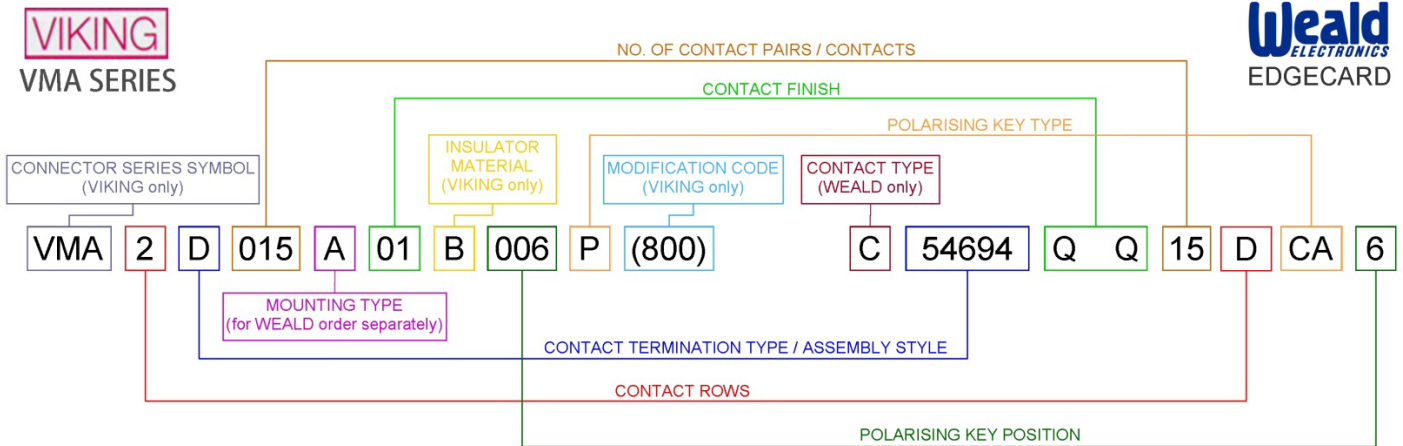 VIKING
VMA SERIES
Weald
ELECTRONICS
EDGECARD
NO. OF CONTACT PAIRS / CONTACTS
CONTACT FINISH
POLARISING KEY TYPE
CONNECTOR SERIES SYMBOL
(VIKING only)
INSULATOR
MATERIAL
(VIKING only)
MODIFICATION CODE
(VIKING only)
CONTACT TYPE
(WEALD only)
VMA 2 D 015 A 01 B 006 P (800) C 54694 Q Q 15 D CA 6
MOUNTING TYPE
(for WEALD order separately)
CONTACT TERMINATION TYPE / ASSEMBLY STYLE
CONTACT ROWS
POLARISING KEY POSITION